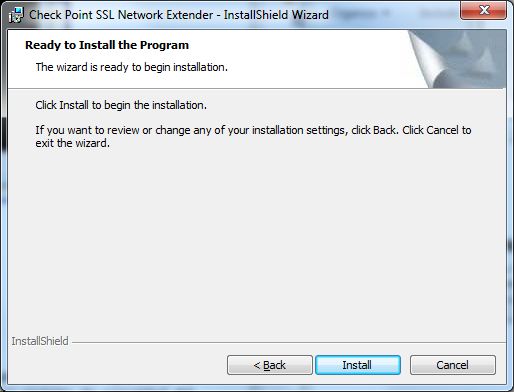 Check Point SSL Network Extender - InstallShield Wizard
Ready to Install the Program
The wizard is ready to begin installation.
Click Install to begin the installation.
If you want to review or change any of your installation settings, click Back. Click Cancel to
exit the wizard.
InstallShield
< Back Install Cancel